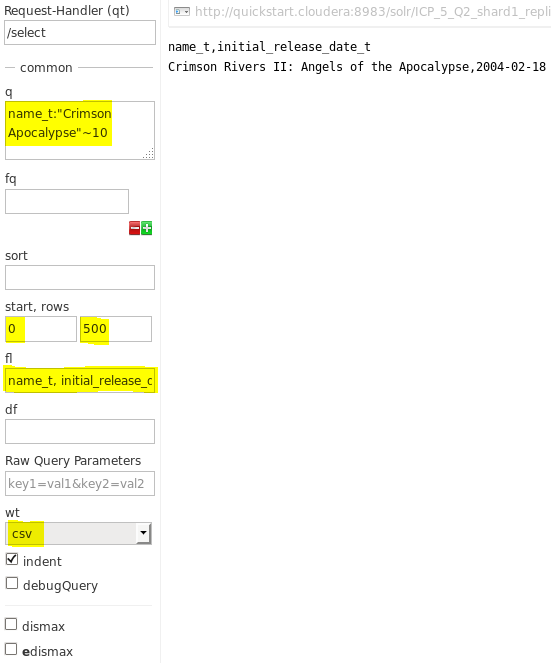 Request-Handler (qt)
/select
common
q
name_t:"Crimson
Apocalypse"~10
fq
sort
start, rows
0 500
fl
name_t, initial_release_d
df
Raw Query Parameters
key1=val1&key2=val2
wt
csv
indent
debugQuery
dismax
edismax
http://quickstart.cloudera:8983/solr/ICP_5_Q2_shard1_repli
name_t,initial_release_date_t
Crimson Rivers II: Angels of the Apocalypse,2004-02-18